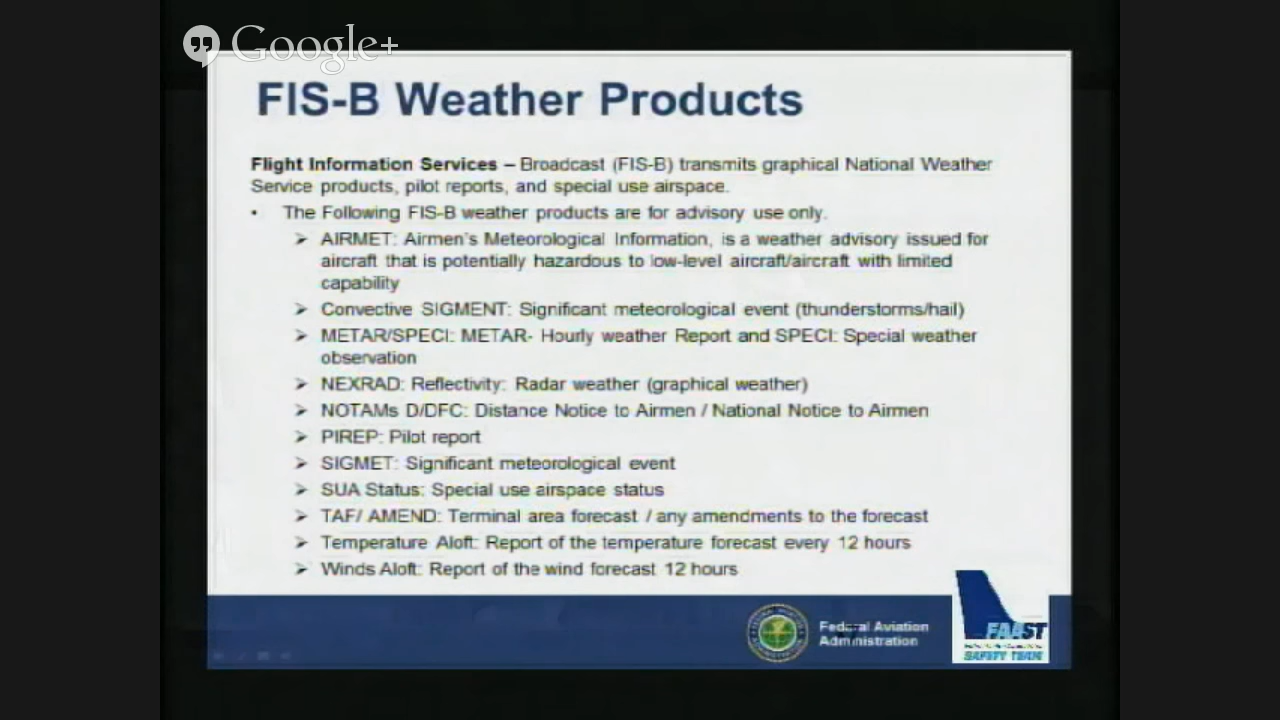 Google+
FIS-B Weather Products
Flight Information Services – Broadcast (FIS-B) transmits graphical National Weather
Service products, pilot reports, and special use airspace.
• The Following FIS-B weather products are for advisory use only.
➢ AIRMET: Airmen's Meteorological Information, is a weather advisory issued for
aircraft that is potentially hazardous to low-level aircraft/aircraft with limited
capability
➢ Convective SIGMENT: Significant meteorological event (thunderstorms/hail)
➢ METAR/SPECI: METAR- Hourly weather Report and SPECI: Special weather
observation
➢ NEXRAD: Reflectivity: Radar weather (graphical weather)
➢ NOTAMs D/DFC: Distance Notice to Airmen / National Notice to Airmen
➢ PIREP: Pilot report
➢ SIGMET: Significant meteorological event
➢ SUA Status: Special use airspace status
➢ TAF/ AMEND: Terminal area forecast / any amendments to the forecast
➢ Temperature Aloft: Report of the temperature forecast every 12 hours
➢ Winds Aloft: Report of the wind forecast 12 hours
Federal Aviation
Administration
FAAST
SAFETY TEAM